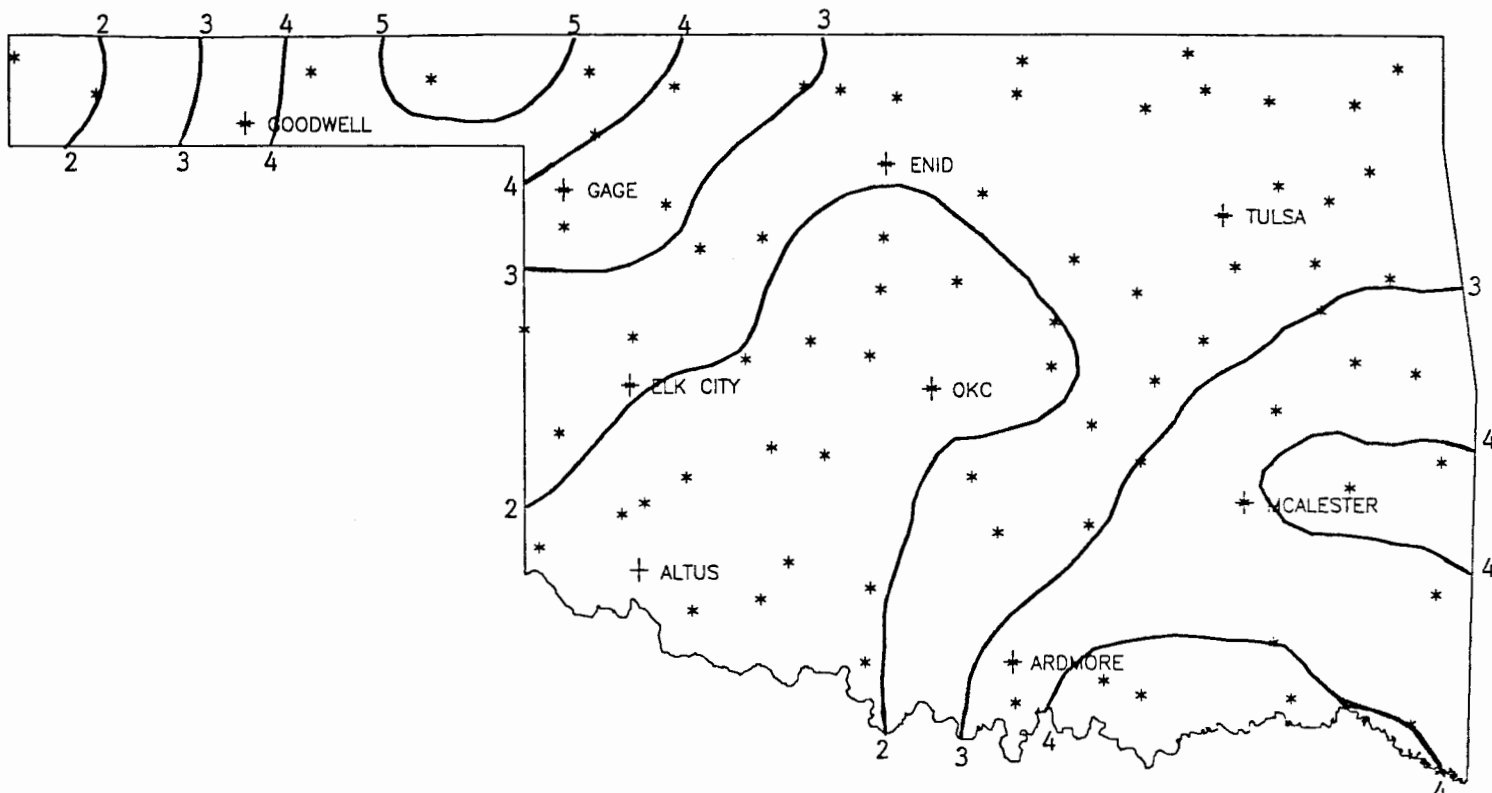 2 3 4 5 5 4 3
GOODWELL
2 3 4
ENID
4 GAGE
TULSA
3
3
ELK CITY
OKC
4
2
MCALESTER
ALTUS
4
ARDMORE
2 3 4
4